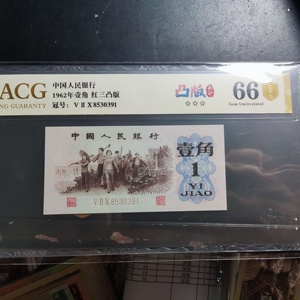 ACG
NG GUARANTY
中国人民银行
1962年壹角 红三凸版
冠号: V II X 8530391
凸版
☆☆☆
66
Gem Uncirculated
中國人民銀行
壹角
1
YI
JIAO
V II X 8530391